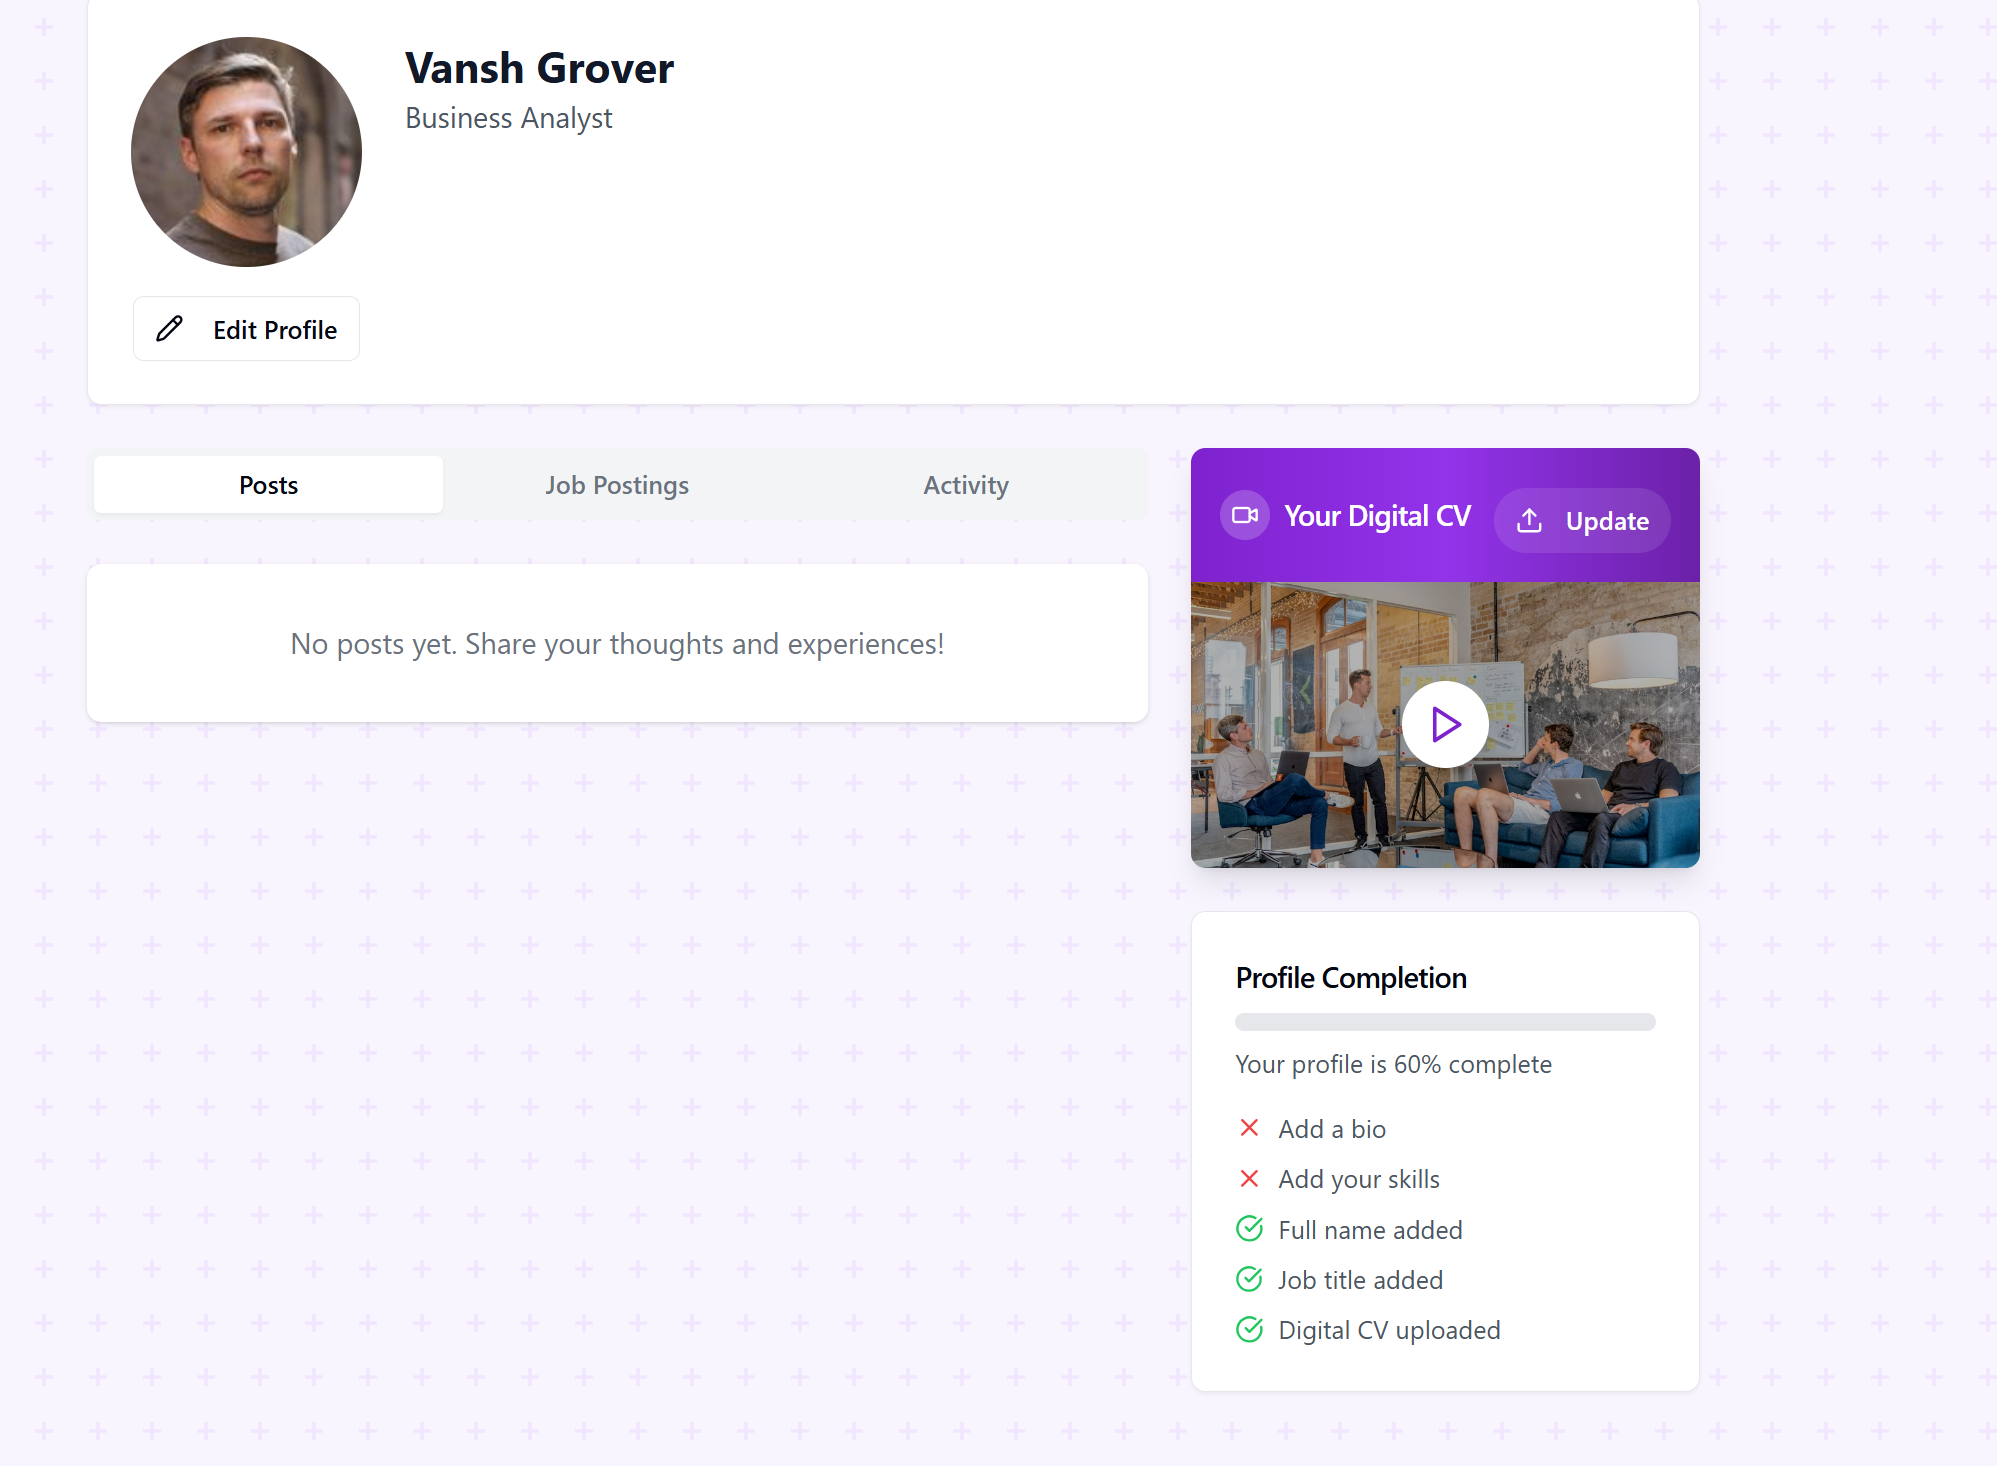 Vansh Grover
Business Analyst
Edit Profile
Posts
Job Postings
Activity
No posts yet. Share your thoughts and experiences!
Your Digital CV
Update
Profile Completion
Your profile is 60% complete
Add a bio
Add your skills
Full name added
Job title added
Digital CV uploaded